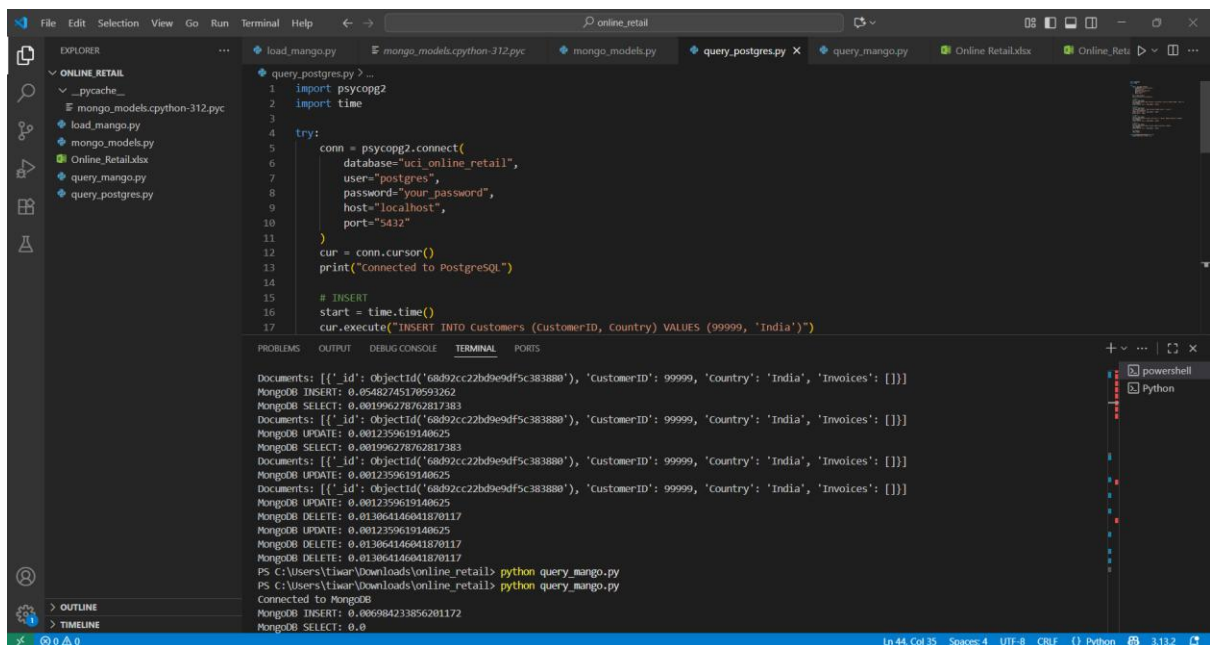 File Edit Selection View Go Run Terminal Help
online_retail
EXPLORER
load_mango.py
mongo_models.cpython-312.pyc
mongo_models.py
query_postgres.py
query_mango.py
Online Retail.xlsx
Online_Reta
ONLINE_RETAIL
__pycache__
mongo_models.cpython-312.pyc
load_mango.py
mongo_models.py
Online_Retail.xlsx
query_mango.py
query_postgres.py
query_postgres.py > ...
1 import psycopg2
2 import time
3
4 try:
5 conn = psycopg2.connect(
6 database="uci_online_retail",
7 user="postgres",
8 password="your_password",
9 host="localhost",
10 port="5432"
11 )
12 cur = conn.cursor()
13 print("Connected to PostgreSQL")
14
15 # INSERT
16 start = time.time()
17 cur.execute("INSERT INTO Customers (CustomerID, Country) VALUES (99999, 'India')")
PROBLEMS OUTPUT DEBUG CONSOLE TERMINAL PORTS
powershell
Python
Documents: [{'_id': ObjectId('68d92cc22bd9e9df5c383880'), 'CustomerID': 99999, 'Country': 'India', 'Invoices': []}]
MongoDB INSERT: 0.05482745170593262
MongoDB SELECT: 0.001996278762817383
Documents: [{'_id': ObjectId('68d92cc22bd9e9df5c383880'), 'CustomerID': 99999, 'Country': 'India', 'Invoices': []}]
MongoDB UPDATE: 0.0012359619140625
MongoDB SELECT: 0.001996278762817383
Documents: [{'_id': ObjectId('68d92cc22bd9e9df5c383880'), 'CustomerID': 99999, 'Country': 'India', 'Invoices': []}]
MongoDB UPDATE: 0.0012359619140625
Documents: [{'_id': ObjectId('68d92cc22bd9e9df5c383880'), 'CustomerID': 99999, 'Country': 'India', 'Invoices': []}]
MongoDB UPDATE: 0.0012359619140625
MongoDB DELETE: 0.013064146041870117
MongoDB UPDATE: 0.0012359619140625
MongoDB DELETE: 0.013064146041870117
MongoDB DELETE: 0.013064146041870117
PS C:\Users\tiwar\Downloads\online_retail> python query_mango.py
PS C:\Users\tiwar\Downloads\online_retail> python query_mango.py
Connected to MongoDB
MongoDB INSERT: 0.006984233856201172
MongoDB SELECT: 0.0
OUTLINE
TIMELINE
0 0 Ln 44, Col 35 Spaces: 4 UTF-8 CRLF {} Python 3.13.2